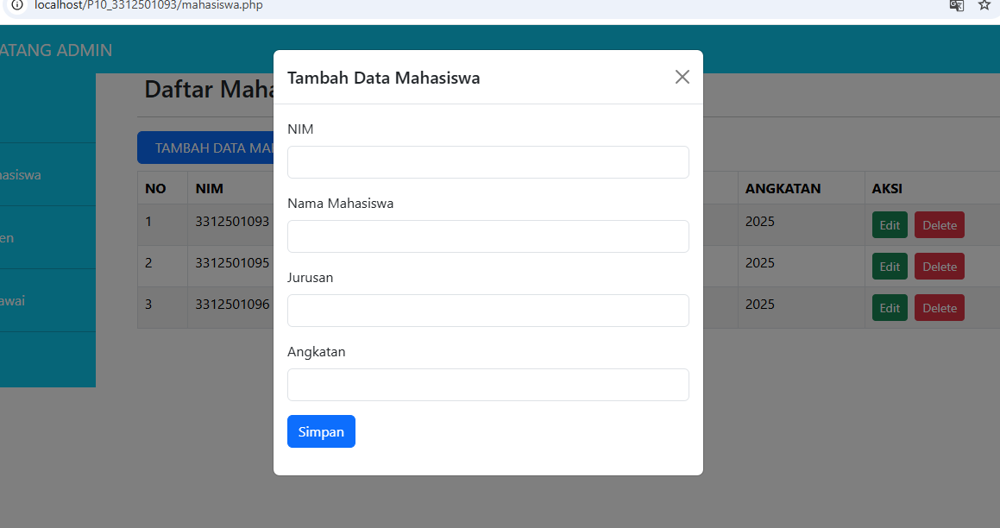 localhost/P10_3312501093/mahasiswa.php
ATANG ADMIN
Tambah Data Mahasiswa
Daftar Maha
NIM
TAMBAH DATA MA
asiswa
NO NIM ANGKATAN AKSI
Nama Mahasiswa
1 3312501093 2025 Edit Delete
en
2 3312501095 2025 Edit Delete
Jurusan
awai
3 3312501096 2025 Edit Delete
Angkatan
Simpan